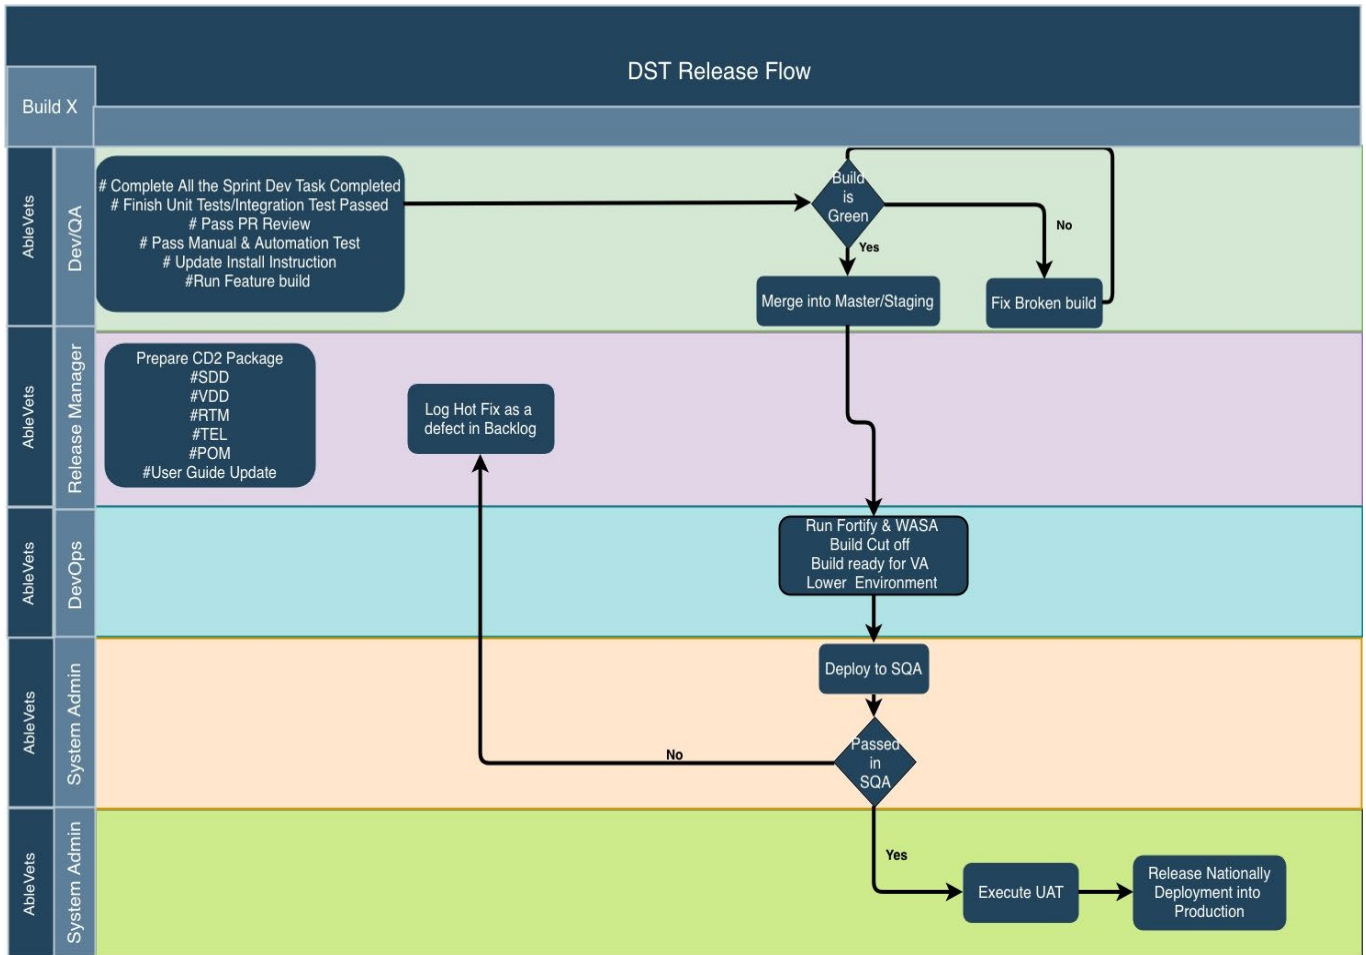 DST Release Flow
Build X
AbleVets
Dev/QA
# Complete All the Sprint Dev Task Completed
# Finish Unit Tests/Integration Test Passed
# Pass PR Review
# Pass Manual & Automation Test
# Update Install Instruction
#Run Feature build
Build
is
Green
No
Yes
Merge into Master/Staging
Fix Broken build
AbleVets
Release Manager
Prepare CD2 Package
#SDD
#VDD
#RTM
#TEL
#POM
#User Guide Update
Log Hot Fix as a
defect in Backlog
AbleVets
DevOps
Run Fortify & WASA
Build Cut off
Build ready for VA
Lower Environment
AbleVets
System Admin
Deploy to SQA
Passed
in
SQA
No
AbleVets
System Admin
Yes
Execute UAT
Release Nationally
Deployment into
Production